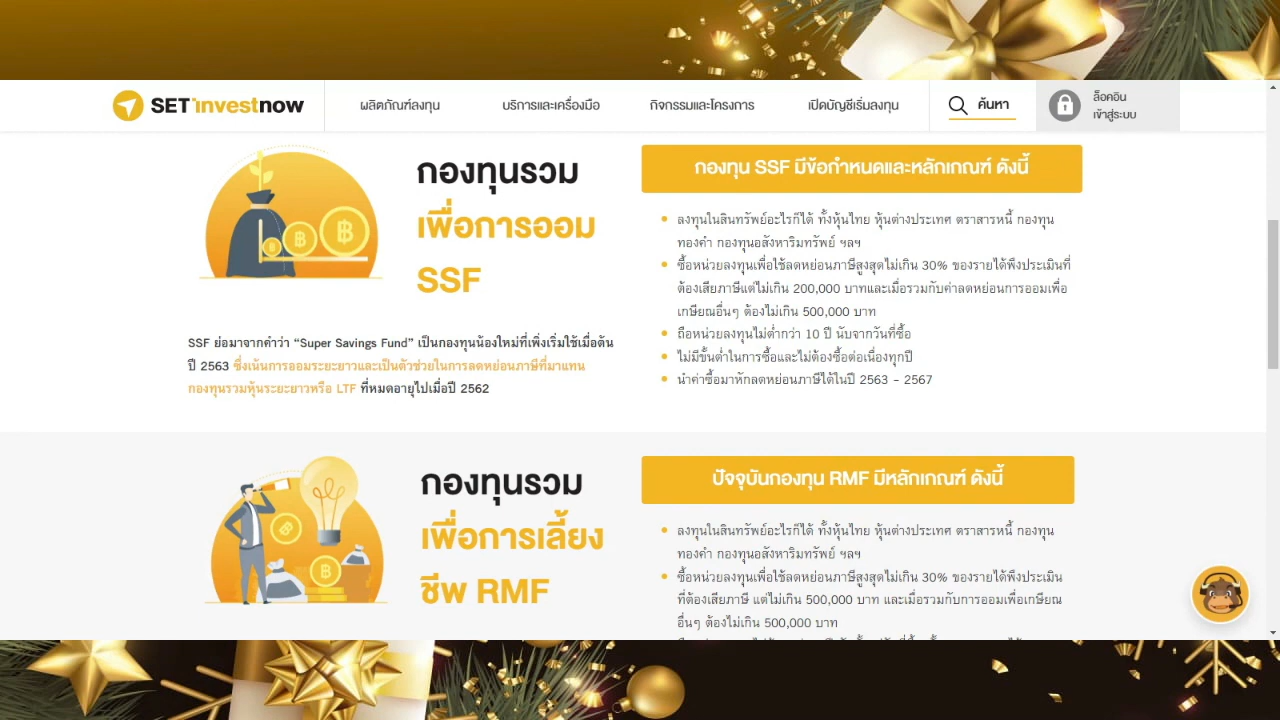 SET investnow
ผลิตภัณฑ์ลงทุน
บริการและเครื่องมือ
กิจกรรมและโครงการ
เปิดบัญชีเริ่มลงทุน
ค้นหา
ล็อคอิน
เข้าสู่ระบบ
กองทุนรวม
เพื่อการออม
SSF
SSF ย่อมาจากคำว่า “Super Savings Fund” เป็นกองทุนน้องใหม่ที่เพิ่งเริ่มใช้เมื่อต้น
ปี 2563 ซึ่งเน้นการออมระยะยาวและเป็นตัวช่วยในการลดหย่อนภาษีที่มาแทน
กองทุนรวมหุ้นระยะยาวหรือ LTF ที่หมดอายุไปเมื่อปี 2562
กองทุน SSF มีข้อกำหนดและหลักเกณฑ์ ดังนี้
• ลงทุนในสินทรัพย์อะไรก็ได้ ทั้งหุ้นไทย หุ้นต่างประเทศ ตราสารหนี้ กองทุน
ทองคำ กองทุนอสังหาริมทรัพย์ ฯลฯ
• ซื้อหน่วยลงทุนเพื่อใช้ลดหย่อนภาษีสูงสุดไม่เกิน 30% ของรายได้พึงประเมินที่
ต้องเสียภาษีแต่ไม่เกิน 200,000 บาทและเมื่อรวมกับค่าลดหย่อนการออมเพื่อ
เกษียณอื่นๆ ต้องไม่เกิน 500,000 บาท
• ถือหน่วยลงทุนไม่ต่ำกว่า 10 ปี นับจากวันที่ซื้อ
• ไม่มีขั้นต่ำในการซื้อและไม่ต้องซื้อต่อเนื่องทุกปี
• นำค่าซื้อมาหักลดหย่อนภาษีได้ในปี 2563 - 2567
กองทุนรวม
เพื่อการเลี้ยง
ชีพ RMF
ปัจจุบันกองทุน RMF มีหลักเกณฑ์ ดังนี้
• ลงทุนในสินทรัพย์อะไรก็ได้ ทั้งหุ้นไทย หุ้นต่างประเทศ ตราสารหนี้ กองทุน
ทองคำ กองทุนอสังหาริมทรัพย์ ฯลฯ
• ซื้อหน่วยลงทุนเพื่อใช้ลดหย่อนภาษีสูงสุดไม่เกิน 30% ของรายได้พึงประเมิน
ที่ต้องเสียภาษี แต่ไม่เกิน 500,000 บาท และเมื่อรวมกับการออมเพื่อเกษียณ
อื่นๆ ต้องไม่เกิน 500,000 บาท